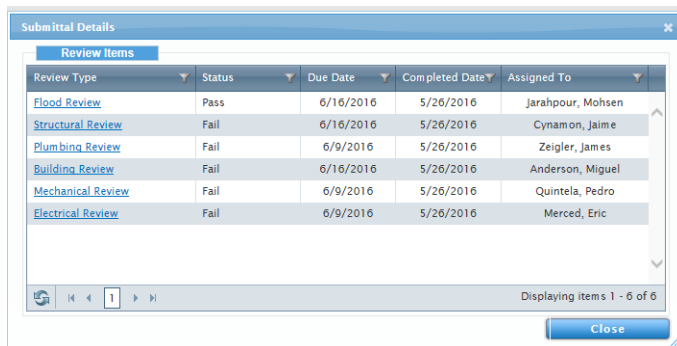 Submittal Details
Review Items
Review Type Status Due Date Completed Date Assigned To
Flood Review Pass 6/16/2016 5/26/2016 Jarahpour, Mohsen
Structural Review Fail 6/16/2016 5/26/2016 Cynamon, Jaime
Plumbing Review Fail 6/9/2016 5/26/2016 Zeigler, James
Building Review Fail 6/16/2016 5/26/2016 Anderson, Miguel
Mechanical Review Fail 6/9/2016 5/26/2016 Quintela, Pedro
Electrical Review Fail 6/9/2016 5/26/2016 Merced, Eric
1 Displaying items 1 - 6 of 6
Close